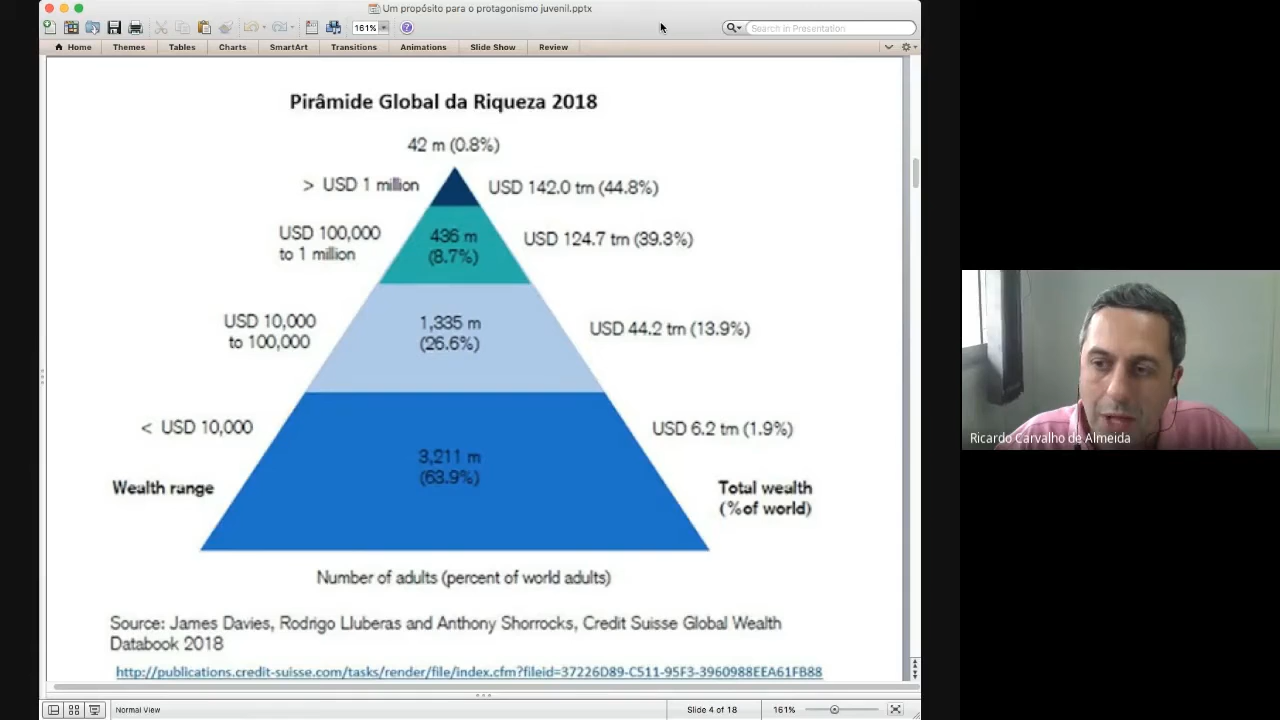 Um propósito para o protagonismo juvenil.pptx
161%
Search in Presentation
Home Themes Tables Charts SmartArt Transitions Animations Slide Show Review
Pirâmide Global da Riqueza 2018
42 m (0.8%)
> USD 1 million
USD 142.0 trn (44.8%)
USD 100,000
to 1 million
436 m
(8.7%)
USD 124.7 trn (39.3%)
USD 10,000
to 100,000
1,335 m
(26.6%)
USD 44.2 trn (13.9%)
< USD 10,000
3,211 m
(63.9%)
USD 6.2 trn (1.9%)
Wealth range
Total wealth
(% of world)
Number of adults (percent of world adults)
Source: James Davies, Rodrigo Lluberas and Anthony Shorrocks, Credit Suisse Global Wealth
Databook 2018
http://publications.credit-suisse.com/tasks/render/file/index.cfm?fileid=37226D89-C511-95F3-3960988EEA61FB88
Normal View
Slide 4 of 18
161%
Ricardo Carvalho de Almeida